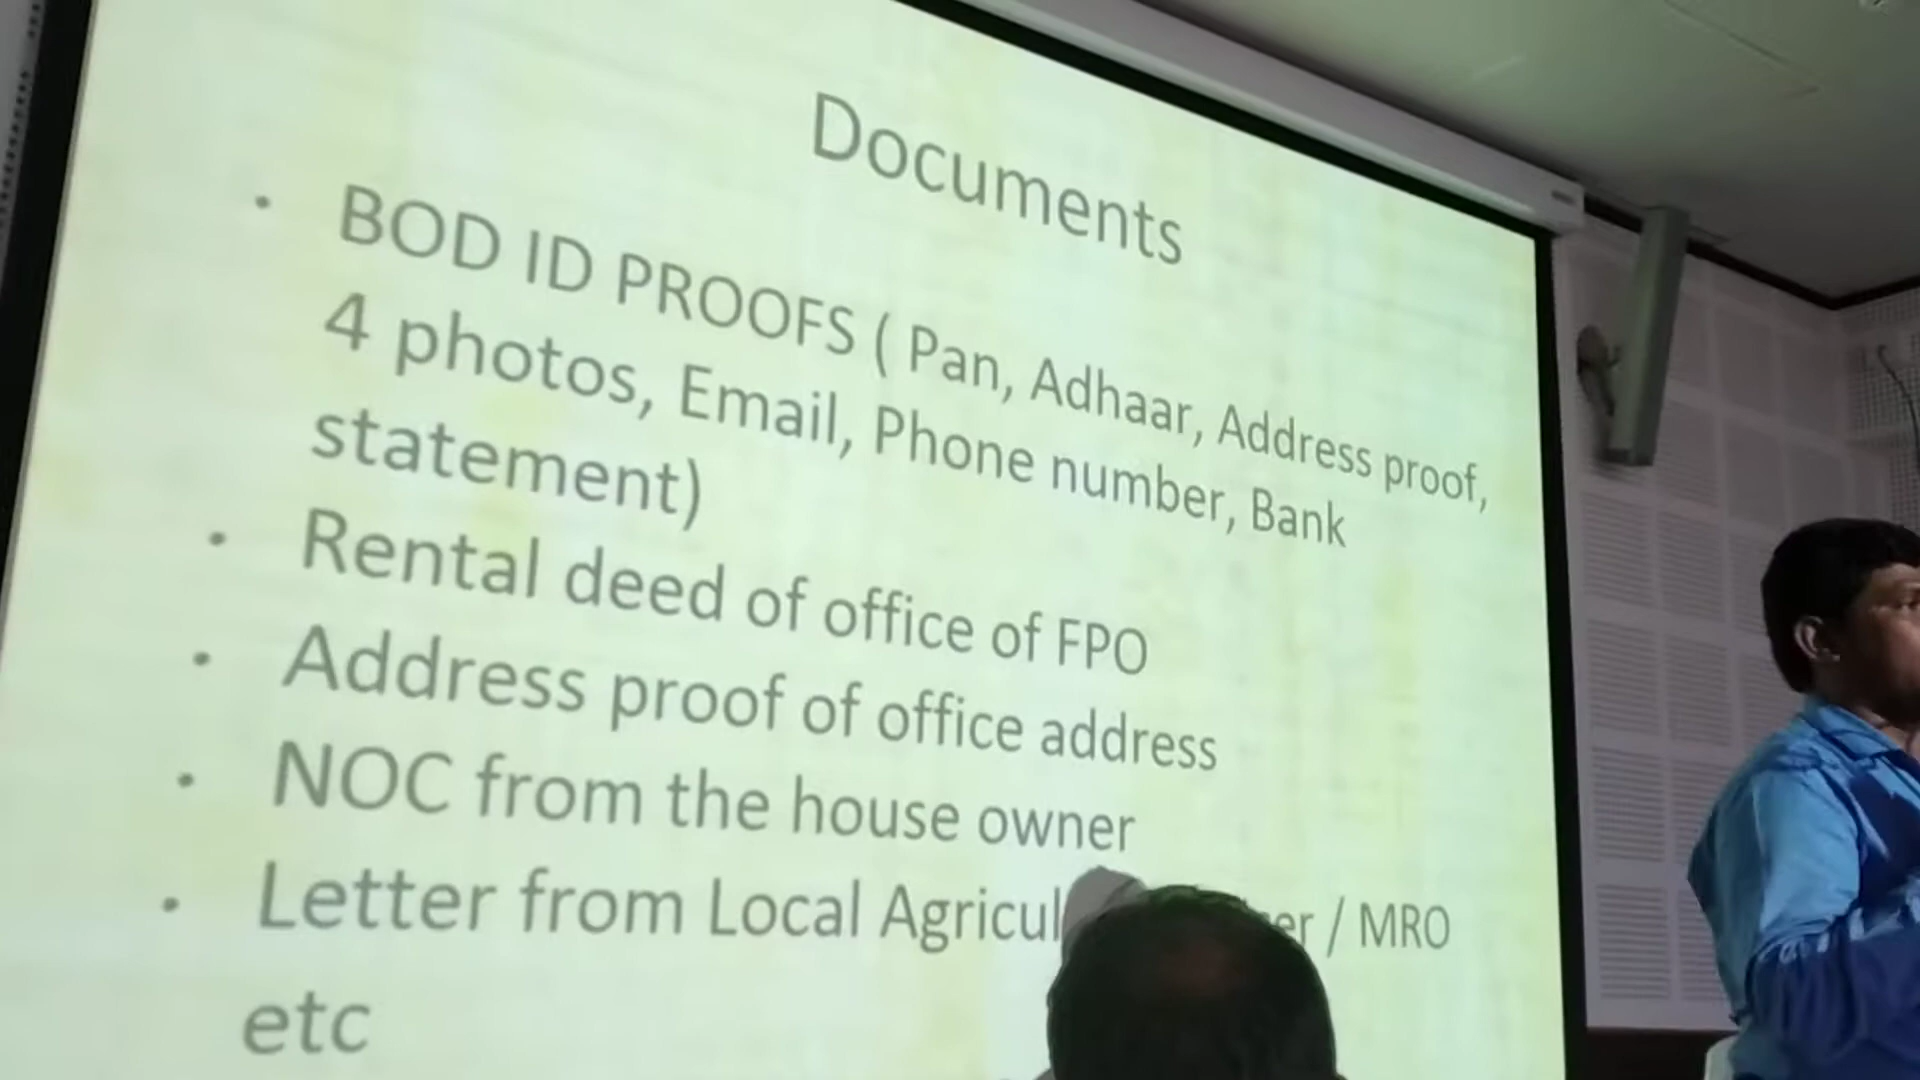 Documents
• BOD ID PROOFS ( Pan, Adhaar, Address proof,
4 photos, Email, Phone number, Bank
statement)
• Rental deed of office of FPO
• Address proof of office address
• NOC from the house owner
• Letter from Local / MRO
etc